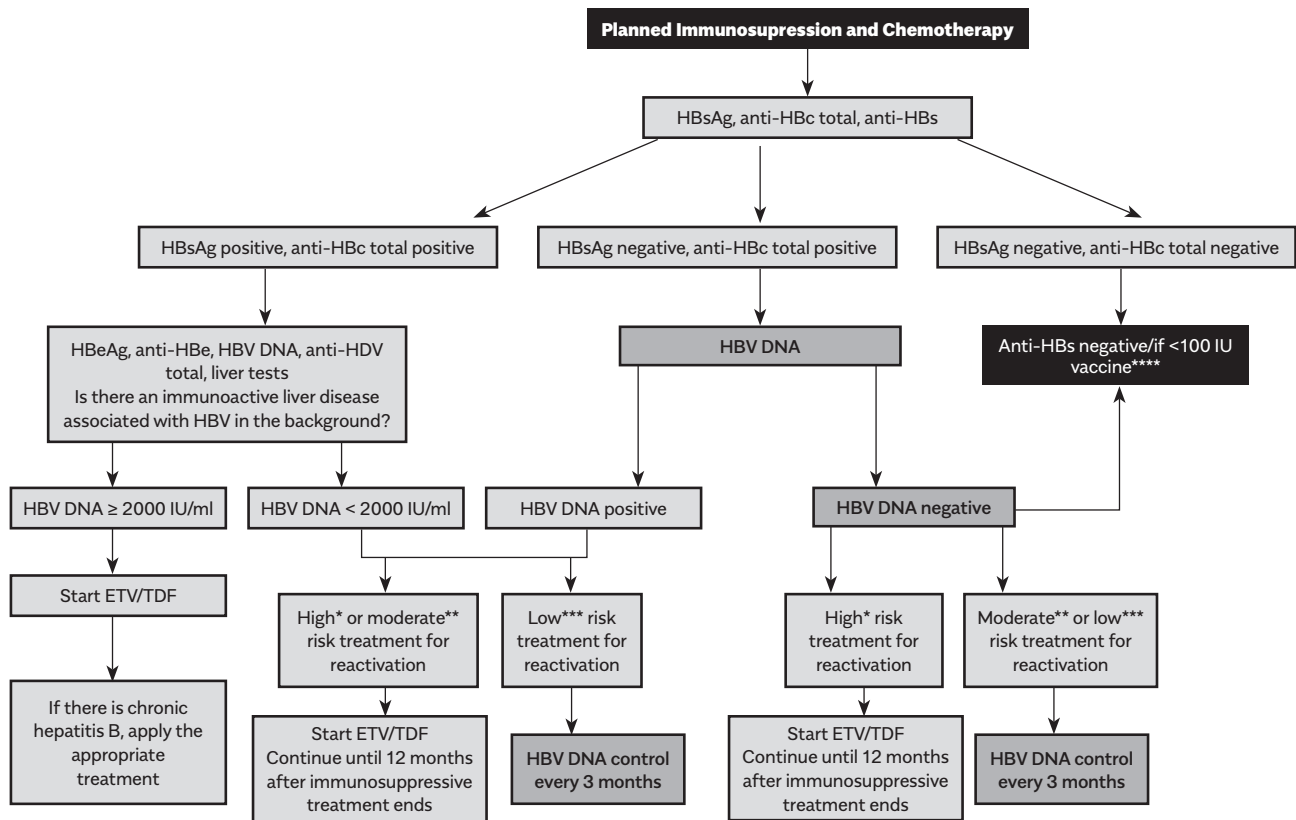 Planned Immunosupression and Chemotherapy
HBsAg, anti-HBc total, anti-HBs
HBsAg positive, anti-HBc total positive
HBsAg negative, anti-HBc total positive
HBsAg negative, anti-HBc total negative
HBeAg, anti-HBe, HBV DNA, anti-HDV
total, liver tests
Is there an immunoactive liver disease
associated with HBV in the background?
HBV DNA
Anti-HBs negative/if <100 IU
vaccine****
HBV DNA ≥ 2000 IU/ml
HBV DNA < 2000 IU/ml
HBV DNA positive
HBV DNA negative
Start ETV/TDF
High* or moderate**
risk treatment for
reactivation
Low*** risk
treatment for
reactivation
High* risk
treatment for
reactivation
Moderate** or low***
risk treatment for
reactivation
If there is chronic
hepatitis B, apply the
appropriate
treatment
Start ETV/TDF
Continue until 12 months
after immunosuppressive
treatment ends
HBV DNA control
every 3 months
Start ETV/TDF
Continue until 12 months
after immunosuppressive
treatment ends
HBV DNA control
every 3 months